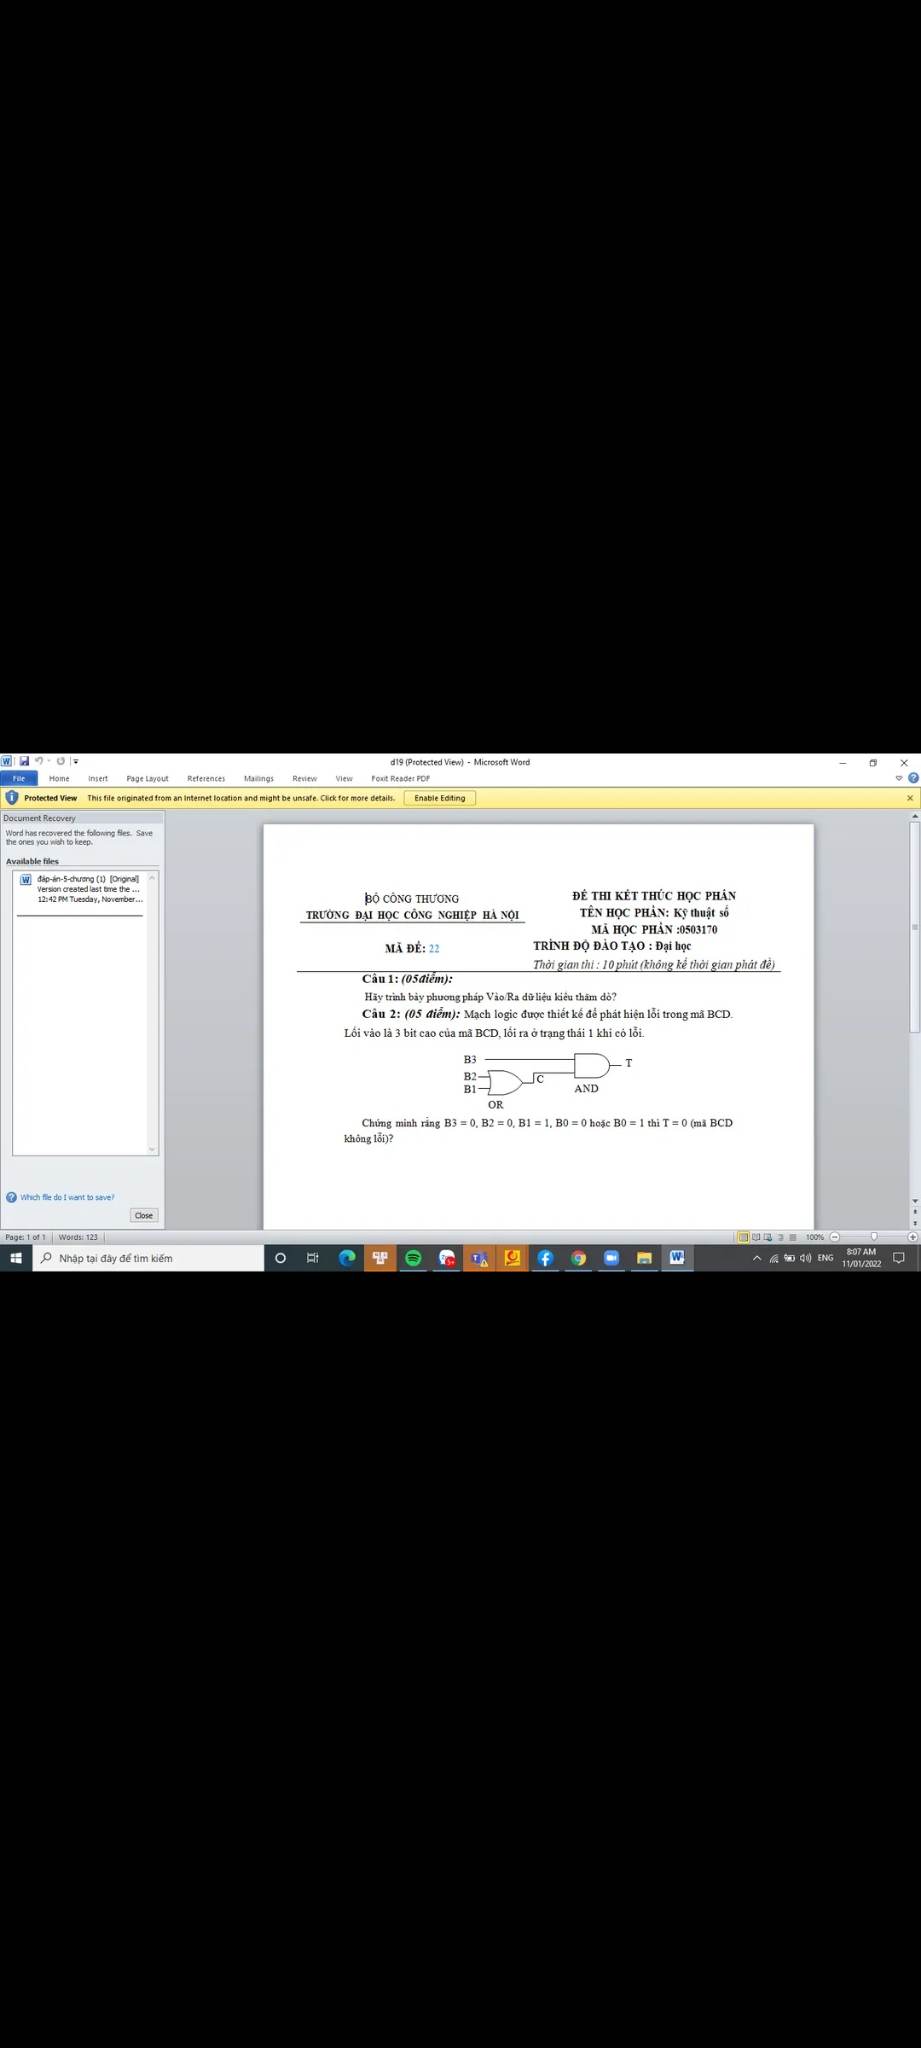 d19 (Protected View) - Microsoft Word
File Home Insert Page Layout References Mailings Review View Foxit Reader PDF
Protected View This file originated from an Internet location and might be unsafe. Click for more details. Enable Editing
Document Recovery
Word has recovered the following files. Save
the ones you wish to keep.
Available files
đáp-án-5-chương (1) [Original]
Version created last time the ...
12:42 PM Tuesday, November...
Which file do I want to save?
Close
BỘ CÔNG THƯƠNG
TRƯỜNG ĐẠI HỌC CÔNG NGHIỆP HÀ NỘI
MÃ ĐỀ: 22
ĐỀ THI KẾT THÚC HỌC PHẦN
TÊN HỌC PHẦN: Kỹ thuật số
MÃ HỌC PHẦN :0503170
TRÌNH ĐỘ ĐÀO TẠO : Đại học
Thời gian thi : 10 phút (không kể thời gian phát đề)
Câu 1: (05điểm):
Hãy trình bày phương pháp Vào/Ra dữ liệu kiểu thăm dò?
Câu 2: (05 điểm): Mạch logic được thiết kế để phát hiện lỗi trong mã BCD.
Lối vào là 3 bit cao của mã BCD, lối ra ở trạng thái 1 khi có lỗi.
B3 T
B2 C
B1 AND
OR
Chứng minh rằng B3 = 0, B2 = 0, B1 = 1, B0 = 0 hoặc B0 = 1 thì T = 0 (mã BCD
không lỗi)?
Page: 1 of 1 Words: 123 100%
Nhập tại đây để tìm kiếm
ENG
8:07 AM
11/01/2022